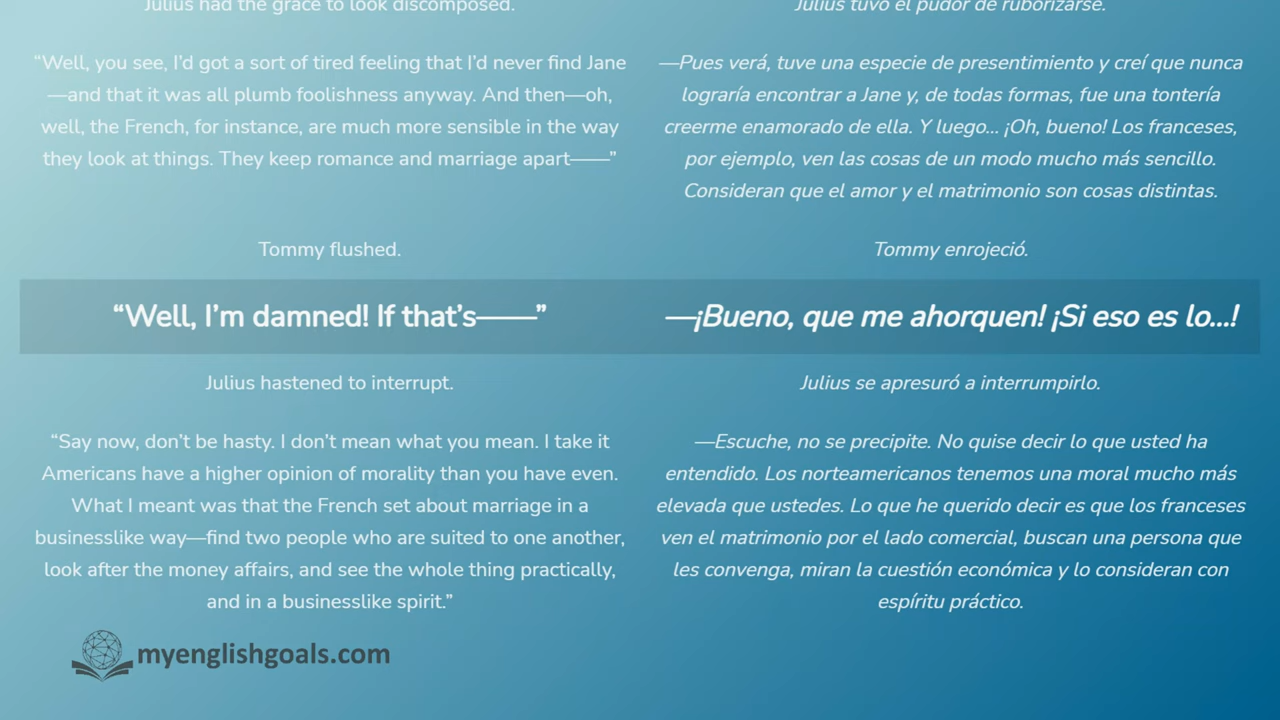 Julius had the grace to look discomposed.
“Well, you see, I’d got a sort of tired feeling that I’d never find Jane
—and that it was all plumb foolishness anyway. And then—oh,
well, the French, for instance, are much more sensible in the way
they look at things. They keep romance and marriage apart——”
Tommy flushed.
“Well, I’m damned! If that’s——”
Julius hastened to interrupt.
“Say now, don’t be hasty. I don’t mean what you mean. I take it
Americans have a higher opinion of morality than you have even.
What I meant was that the French set about marriage in a
businesslike way—find two people who are suited to one another,
look after the money affairs, and see the whole thing practically,
and in a businesslike spirit.”
Julius tuvo el pudor de ruborizarse.
—Pues verá, tuve una especie de presentimiento y creí que nunca
lograría encontrar a Jane y, de todas formas, fue una tontería
creerme enamorado de ella. Y luego... ¡Oh, bueno! Los franceses,
por ejemplo, ven las cosas de un modo mucho más sencillo.
Consideran que el amor y el matrimonio son cosas distintas.
Tommy enrojeció.
—¡Bueno, que me ahorquen! ¡Si eso es lo...!
Julius se apresuró a interrumpirlo.
—Escuche, no se precipite. No quise decir lo que usted ha
entendido. Los norteamericanos tenemos una moral mucho más
elevada que ustedes. Lo que he querido decir es que los franceses
ven el matrimonio por el lado comercial, buscan una persona que
les convenga, miran la cuestión económica y lo consideran con
espíritu práctico.
myenglishgoals.com